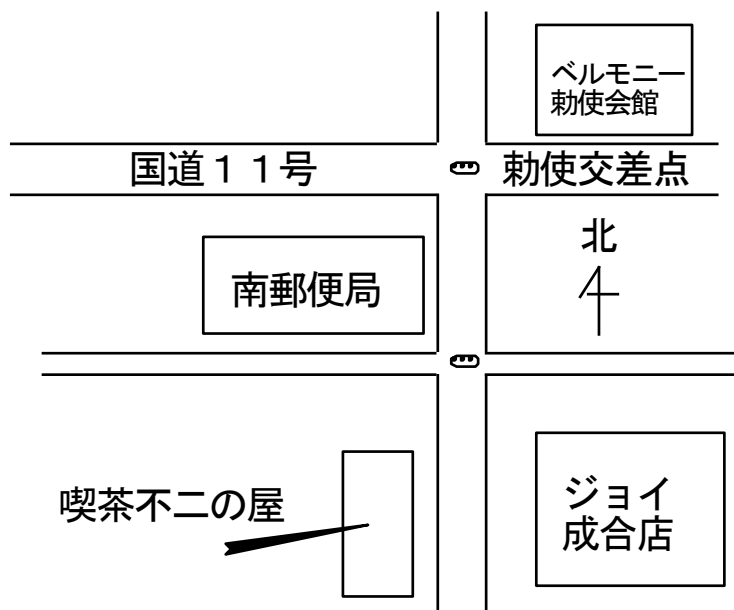 ベルモニー
勅使会館
国道１１号
勅使交差点
北
南郵便局
喫茶不二の屋
ジョイ
成合店